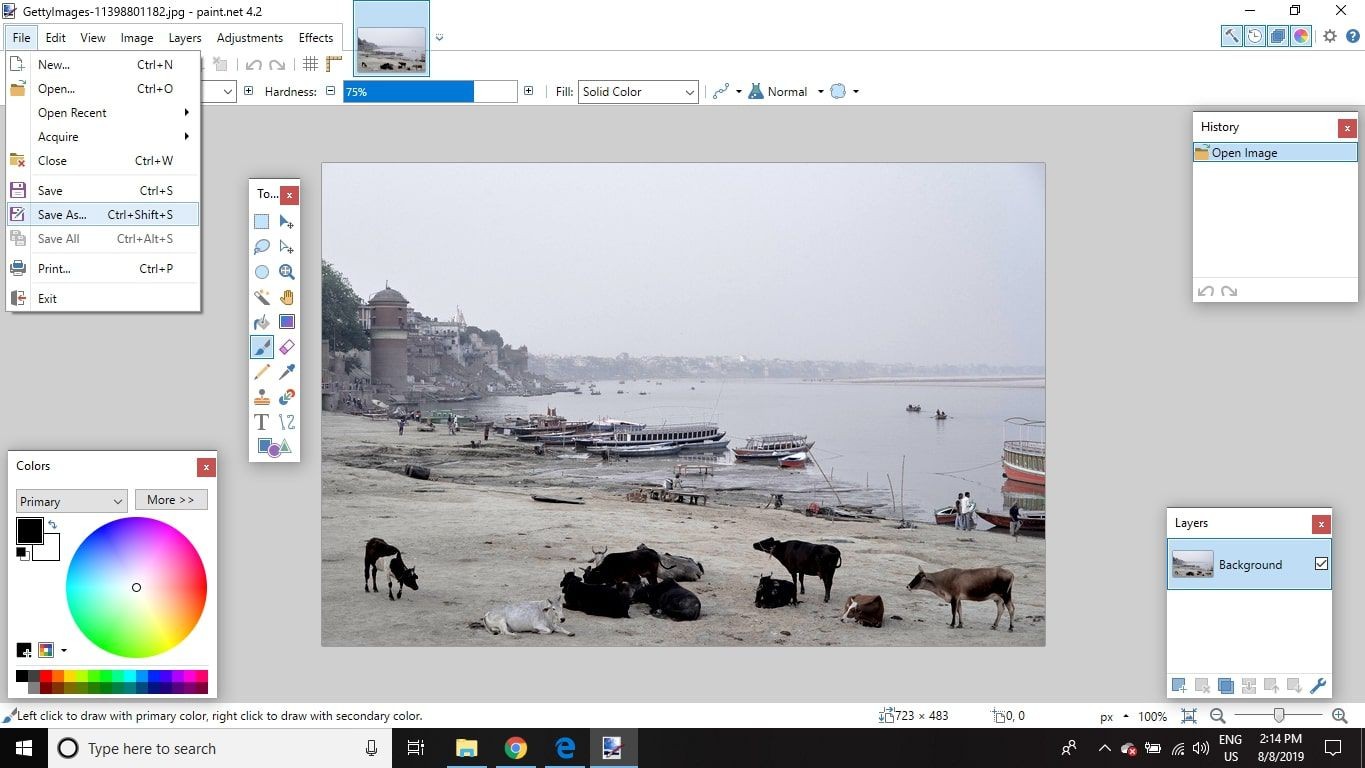 GettyImages-11398801182.jpg - paint.net 4.2
File Edit View Image Layers Adjustments Effects
New... Ctrl+N
Open... Ctrl+O
Open Recent
Acquire
Close Ctrl+W
Save Ctrl+S
Save As... Ctrl+Shift+S
Save All Ctrl+Alt+S
Print... Ctrl+P
Exit
Hardness: 75% Fill: Solid Color Normal
To...
T
History
Open Image
Colors
Primary More >>
Layers
Background
Left click to draw with primary color, right click to draw with secondary color. 723 × 483 0, 0 px 100%
Type here to search
ENG
US
2:14 PM
8/8/2019